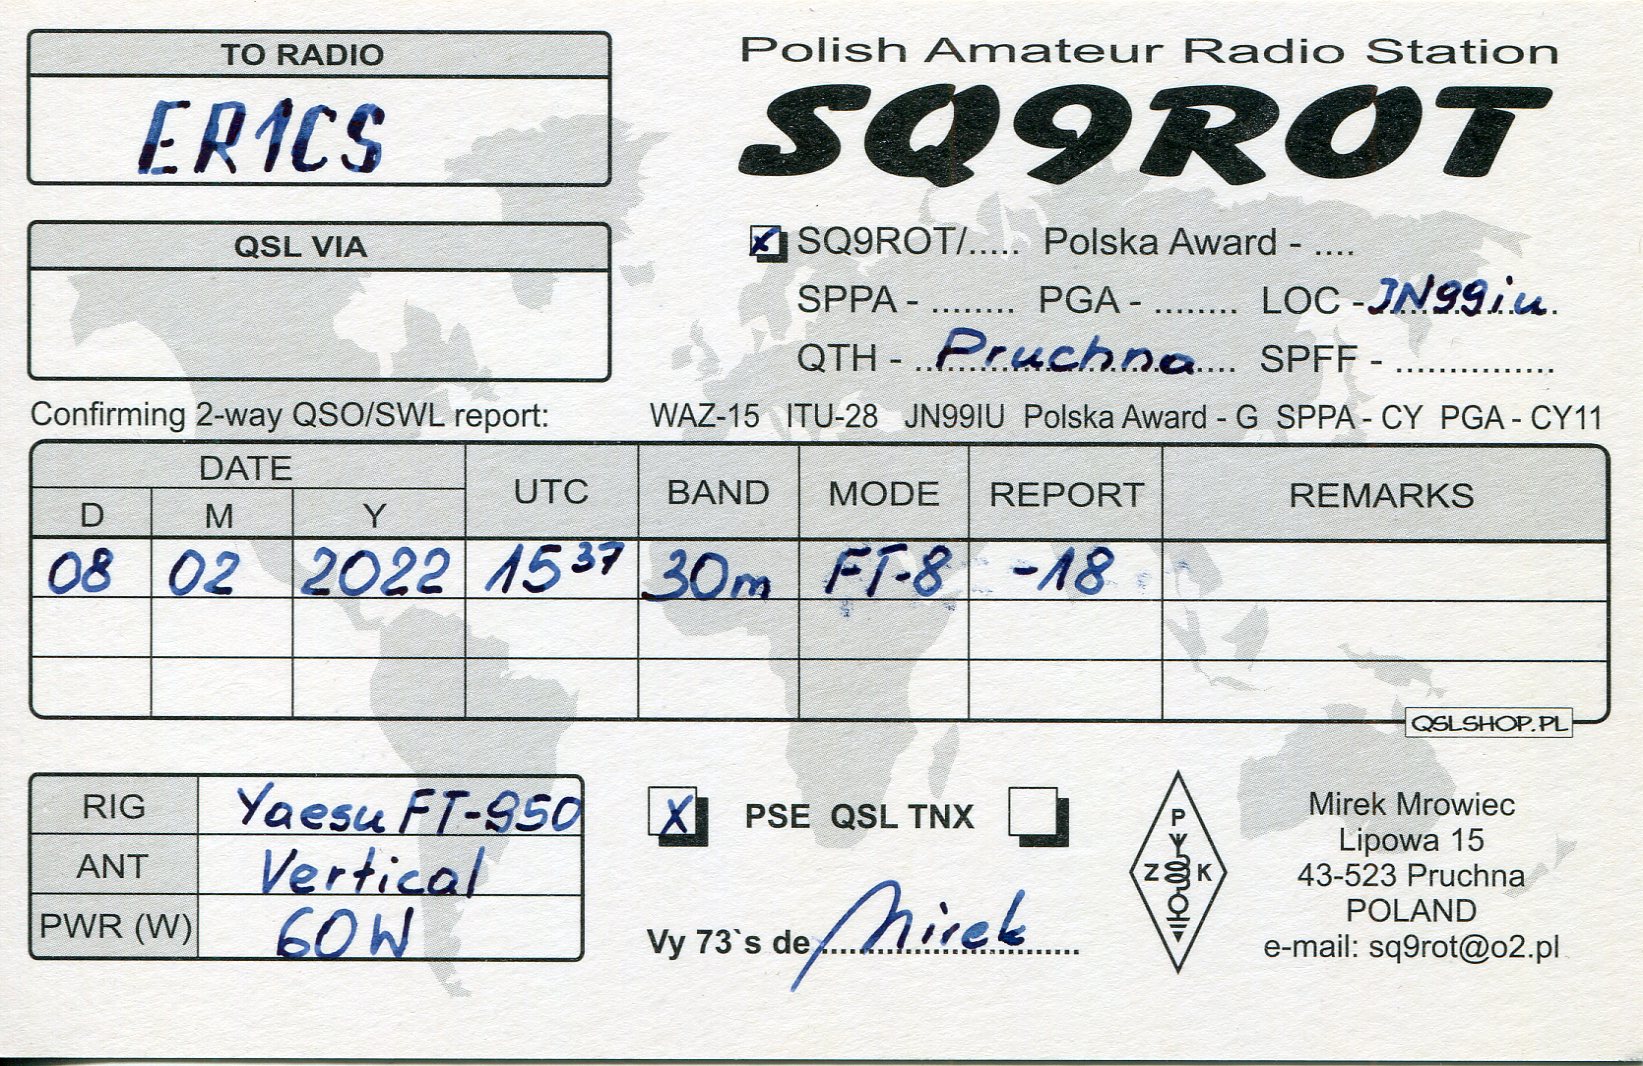 TO RADIO
ER1CS
Polish Amateur Radio Station
SQ9ROT
QSL VIA
X SQ9ROT/..... Polska Award - ....
SPPA - ........ PGA - ........ LOC - JN99iu
QTH - Pruchna SPFF - ...............
Confirming 2-way QSO/SWL report: WAZ-15 ITU-28 JN99IU Polska Award - G SPPA - CY PGA - CY11
DATE UTC BAND MODE REPORT REMARKS
D M Y
08 02 2022 15 37 30m FT-8 -18
QSLSHOP.PL
RIG Yaesu FT-950
ANT Vertical
PWR (W) 60W
X PSE QSL TNX
Vy 73`s de Mirek
P
Z K
Mirek Mrowiec
Lipowa 15
43-523 Pruchna
POLAND
e-mail: sq9rot@o2.pl